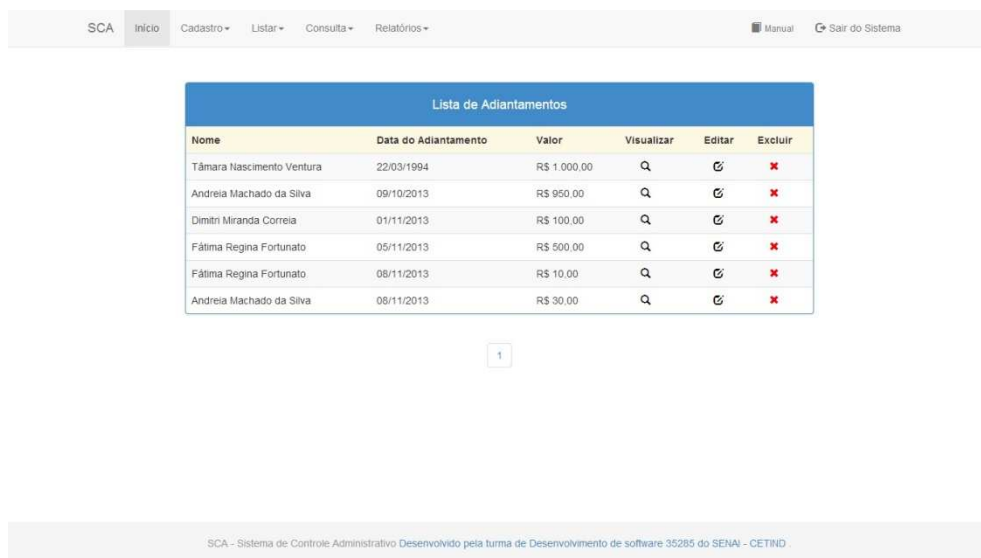 SCA Início Cadastro Listar Consulta Relatórios Manual Sair do Sistema
Lista de Adiantamentos
Nome Data do Adiantamento Valor Visualizar Editar Excluir
Tâmara Nascimento Ventura 22/03/1994 R$ 1.000,00
Andreia Machado da Silva 09/10/2013 R$ 950,00
Dimitri Miranda Correia 01/11/2013 R$ 100,00
Fátima Regina Fortunato 05/11/2013 R$ 500,00
Fátima Regina Fortunato 08/11/2013 R$ 10,00
Andreia Machado da Silva 08/11/2013 R$ 30,00
1
SCA - Sistema de Controle Administrativo Desenvolvido pela turma de Desenvolvimento de software 35285 do SENAI - CETIND .